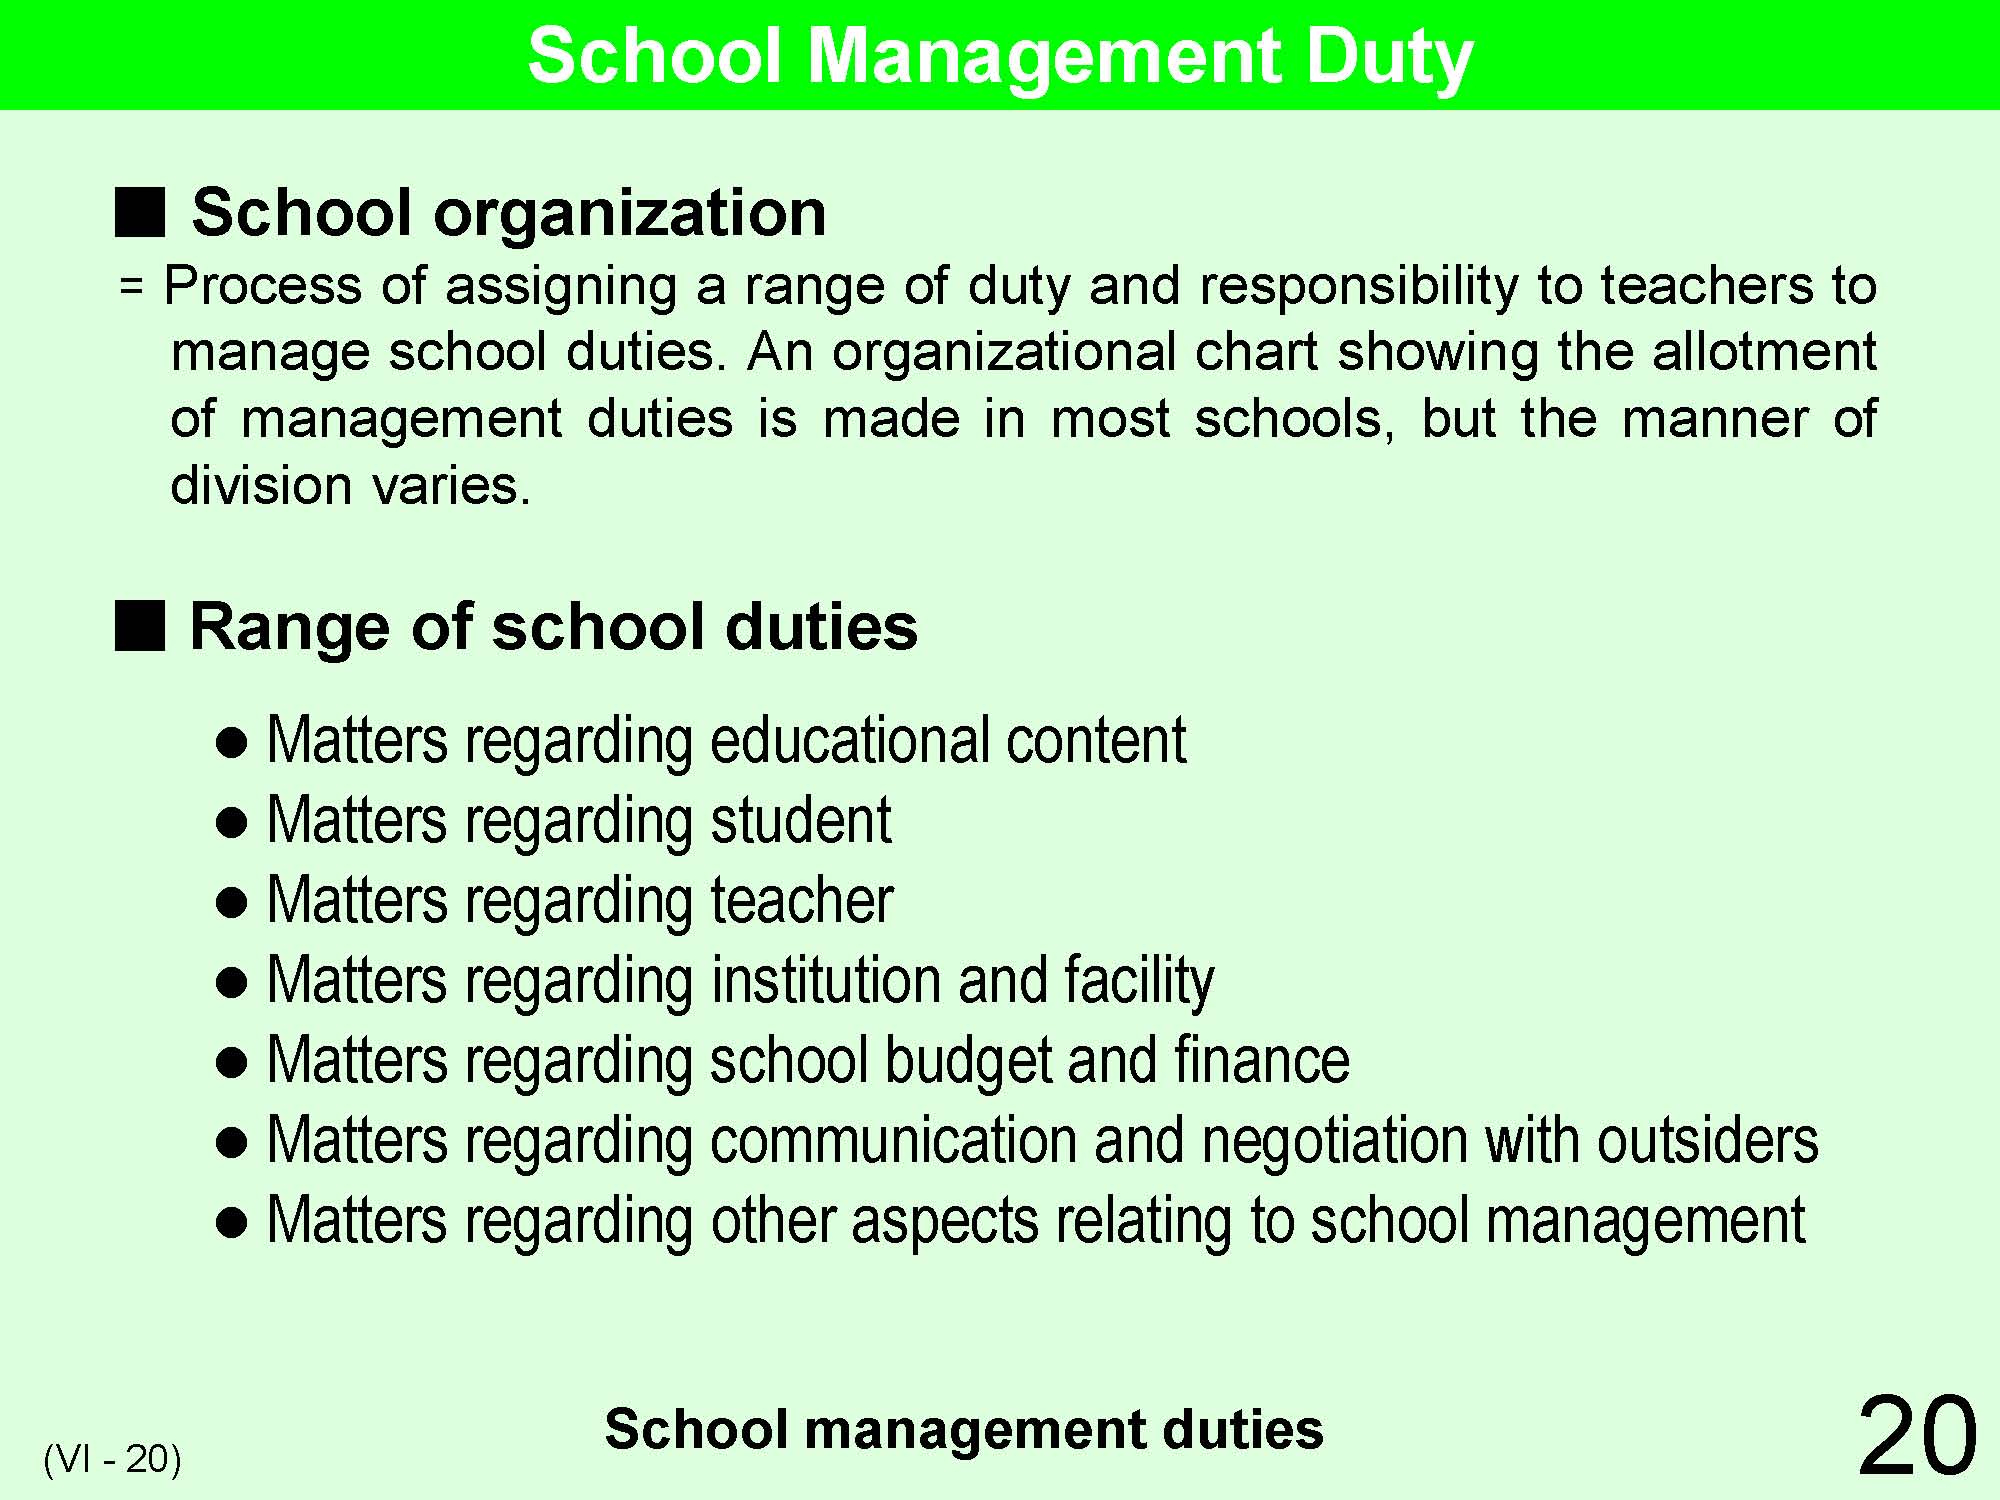 School Management Duty
■ School organization
= Process of assigning a range of duty and responsibility to teachers to
manage school duties. An organizational chart showing the allotment
of management duties is made in most schools, but the manner of
division varies.
■ Range of school duties
● Matters regarding educational content
● Matters regarding student
● Matters regarding teacher
● Matters regarding institution and facility
● Matters regarding school budget and finance
● Matters regarding communication and negotiation with outsiders
● Matters regarding other aspects relating to school management
School management duties
(VI - 20)
20